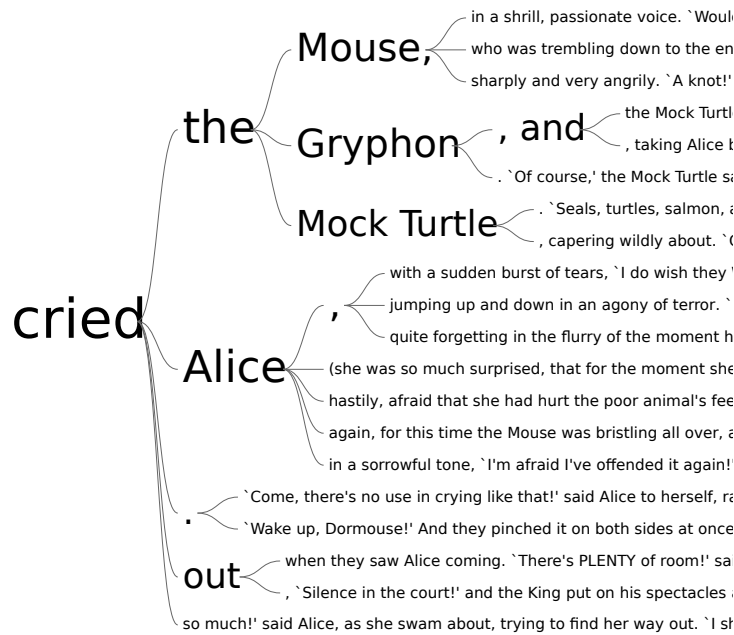 in a shrill, passionate voice. `Woul
Mouse,
who was trembling down to the en
sharply and very angrily. `A knot!'
the
the Mock Turtl
Gryphon
, and
, taking Alice b
. `Of course,' the Mock Turtle sa
. `Seals, turtles, salmon, a
Mock Turtle
, capering wildly about. `
with a sudden burst of tears, `I do wish they
cried
,
jumping up and down in an agony of terror. `
quite forgetting in the flurry of the moment h
Alice
(she was so much surprised, that for the moment she
hastily, afraid that she had hurt the poor animal's fee
again, for this time the Mouse was bristling all over, a
in a sorrowful tone, `I'm afraid I've offended it again!'
`Come, there's no use in crying like that!' said Alice to herself, ra
.
`Wake up, Dormouse!' And they pinched it on both sides at once
when they saw Alice coming. `There's PLENTY of room!' sai
out
, `Silence in the court!' and the King put on his spectacles a
so much!' said Alice, as she swam about, trying to find her way out. `I sh